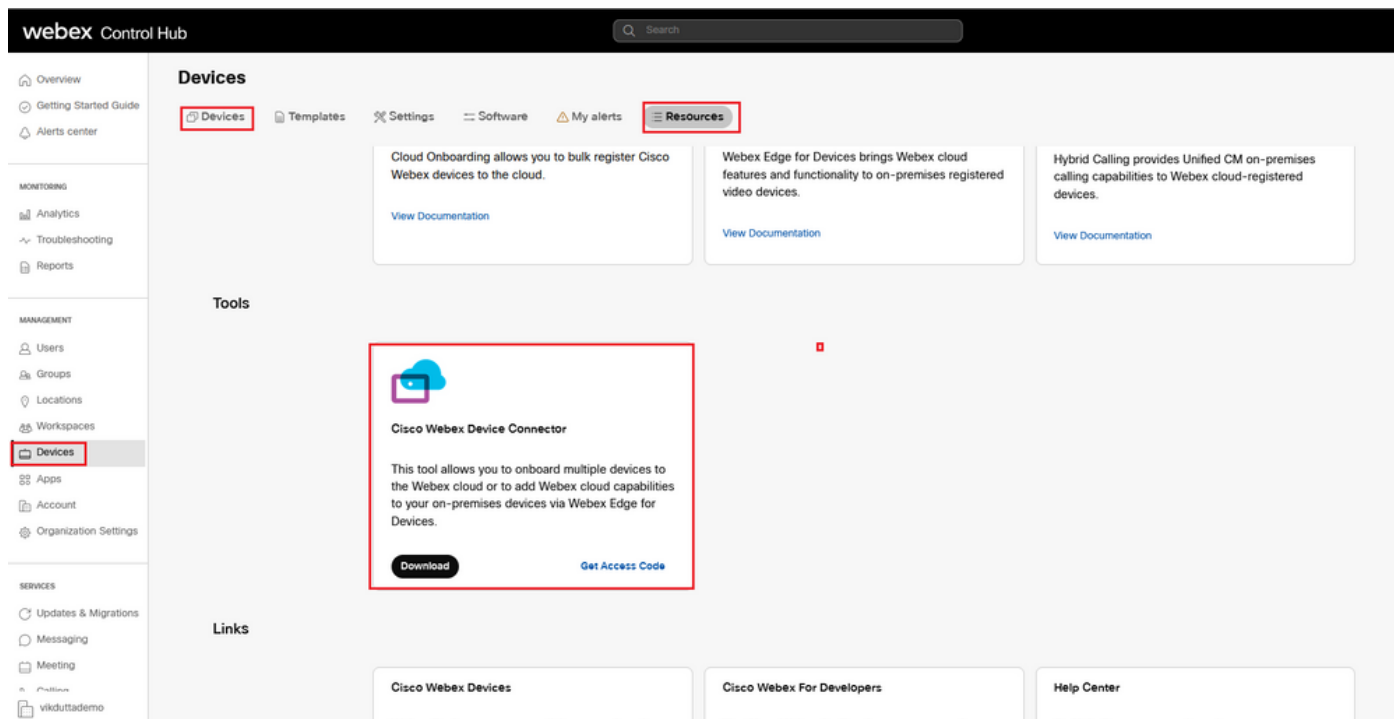 webex Control Hub
Search
Overview
Getting Started Guide
Alerts center
MONITORING
Analytics
Troubleshooting
Reports
MANAGEMENT
Users
Groups
Locations
Workspaces
Devices
Apps
Account
Organization Settings
SERVICES
Updates & Migrations
Messaging
Meeting
Calling
vikduttademo
Devices
Devices Templates Settings Software My alerts Resources
Cloud Onboarding allows you to bulk register Cisco
Webex devices to the cloud.
View Documentation
Webex Edge for Devices brings Webex cloud
features and functionality to on-premises registered
video devices.
View Documentation
Hybrid Calling provides Unified CM on-premises
calling capabilities to Webex cloud-registered
devices.
View Documentation
Tools
Cisco Webex Device Connector
This tool allows you to onboard multiple devices to
the Webex cloud or to add Webex cloud capabilities
to your on-premises devices via Webex Edge for
Devices.
Download Get Access Code
Links
Cisco Webex Devices
Cisco Webex For Developers
Help Center